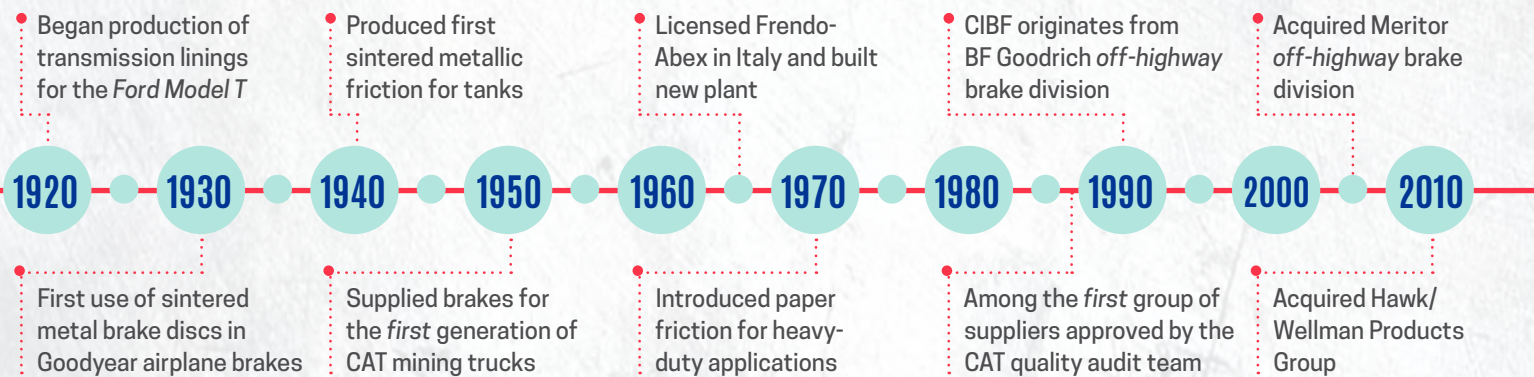 Began production of
transmission linings
for the Ford Model T
Produced first
sintered metallic
friction for tanks
Licensed Frendo-
Abex in Italy and built
new plant
CIBF originates from
BF Goodrich off-highway
brake division
Acquired Meritor
off-highway brake
division
1920
1930
1940
1950
1960
1970
1980
1990
2000
2010
First use of sintered
metal brake discs in
Goodyear airplane brakes
Supplied brakes for
the first generation of
CAT mining trucks
Introduced paper
friction for heavy-
duty applications
Among the first group of
suppliers approved by the
CAT quality audit team
Acquired Hawk/
Wellman Products
Group